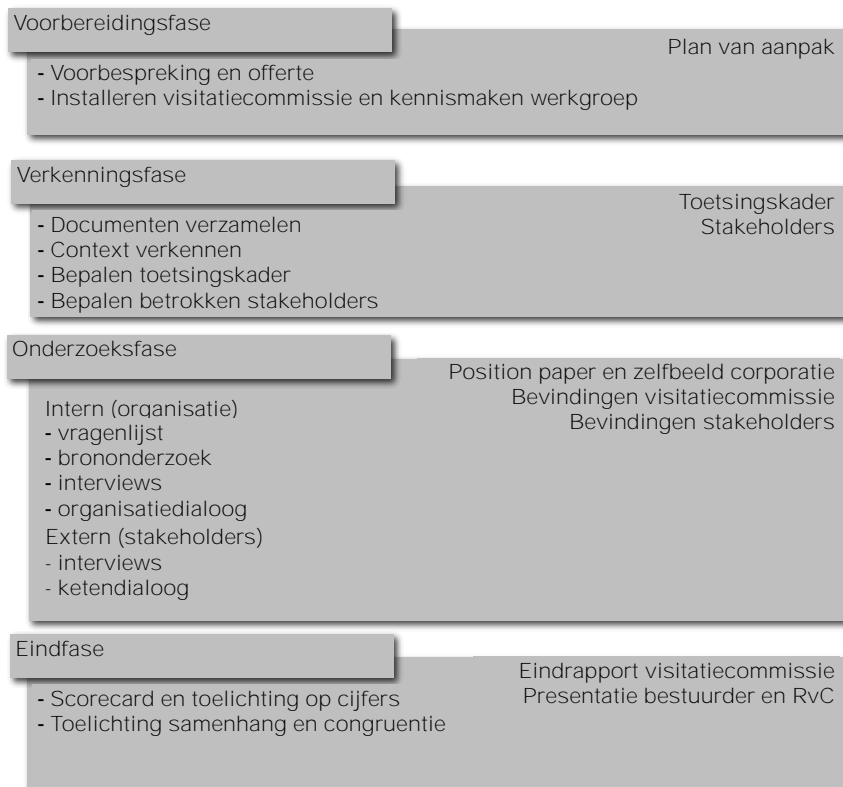 Voorbereidingsfase
Plan van aanpak
- Voorbespreking en offerte
- Installeren visitatiecommissie en kennismaken werkgroep
Verkenningsfase
Toetsingskader
Stakeholders
- Documenten verzamelen
- Context verkennen
- Bepalen toetsingskader
- Bepalen betrokken stakeholders
Onderzoeksfase
Position paper en zelfbeeld corporatie
Bevindingen visitatiecommissie
Bevindingen stakeholders
Intern (organisatie)
- vragenlijst
- brononderzoek
- interviews
- organisatiedialoog
Extern (stakeholders)
- interviews
- ketendialoog
Eindfase
Eindrapport visitatiecommissie
Presentatie bestuurder en RvC
- Scorecard en toelichting op cijfers
- Toelichting samenhang en congruentie